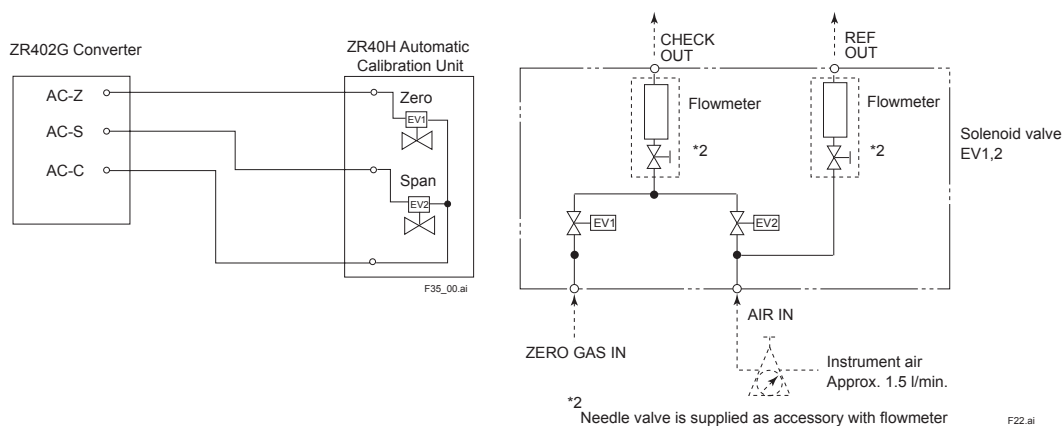 ZR402G Converter
ZR40H Automatic
Calibration Unit
AC-Z
AC-S
AC-C
Zero
EV1
Span
EV2
F35_00.ai
CHECK
OUT
REF
OUT
Flowmeter
Flowmeter
*2
*2
Solenoid valve
EV1,2
EV1
EV2
AIR IN
ZERO GAS IN
Instrument air
Approx. 1.5 l/min.
*2
Needle valve is supplied as accessory with flowmeter
F22.ai